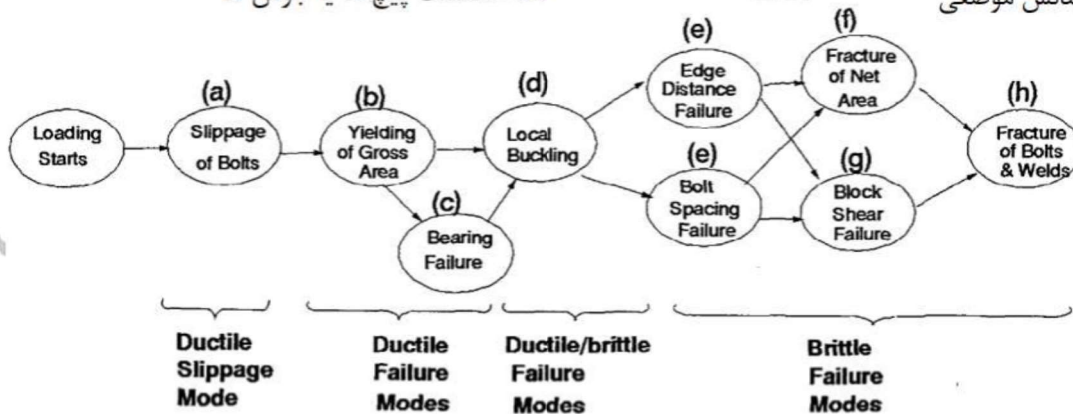 موضعی
(a)
(b)
(c)
(d)
(e)
(e)
(f)
(g)
(h)
Loading
Starts
Slippage
of Bolts
Yielding
of Gross
Area
Bearing
Failure
Local
Buckling
Edge
Distance
Failure
Bolt
Spacing
Failure
Fracture
of Net
Area
Block
Shear
Failure
Fracture
of Bolts
& Welds
Ductile
Slippage
Mode
Ductile
Failure
Modes
Ductile/brittle
Failure
Modes
Brittle
Failure
Modes